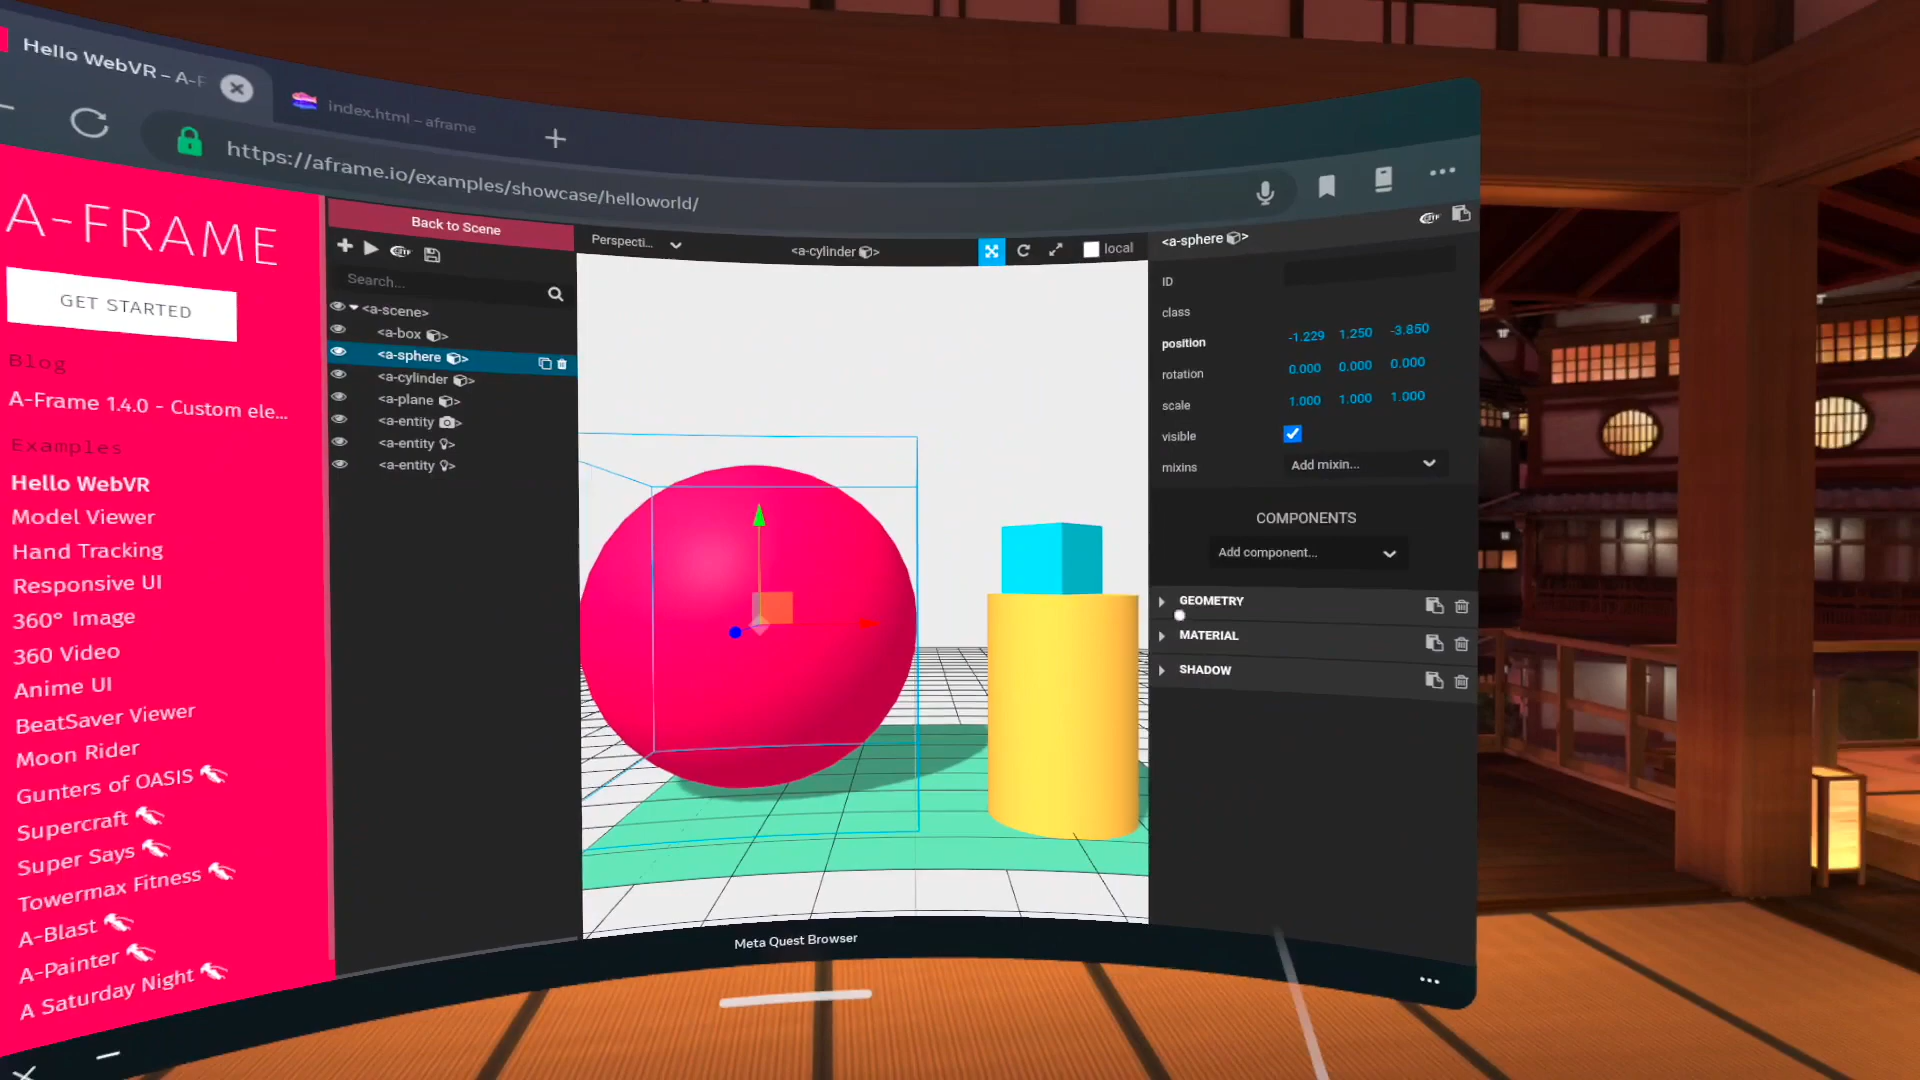 Hello WebVR – A-F
index.html – aframe
https://aframe.io/examples/showcase/helloworld/
A-FRAME
GET STARTED
Blog
A-Frame 1.4.0 - Custom ele...
Examples
Hello WebVR
Model Viewer
Hand Tracking
Responsive UI
360° Image
360 Video
Anime UI
BeatSaver Viewer
Moon Rider
Gunters of OASIS
Supercraft
Super Says
Towermax Fitness
A-Blast
A-Painter
A Saturday Night
Back to Scene
Search...
<a-scene>
<a-box >
<a-sphere >
<a-cylinder >
<a-plane >
<a-entity >
<a-entity >
<a-entity >
Perspecti...
<a-cylinder >
local
<a-sphere >
ID
class
position -1.229 1.250 -3.850
rotation 0.000 0.000 0.000
scale 1.000 1.000 1.000
visible
mixins Add mixin...
COMPONENTS
Add component...
GEOMETRY
MATERIAL
SHADOW
Meta Quest Browser